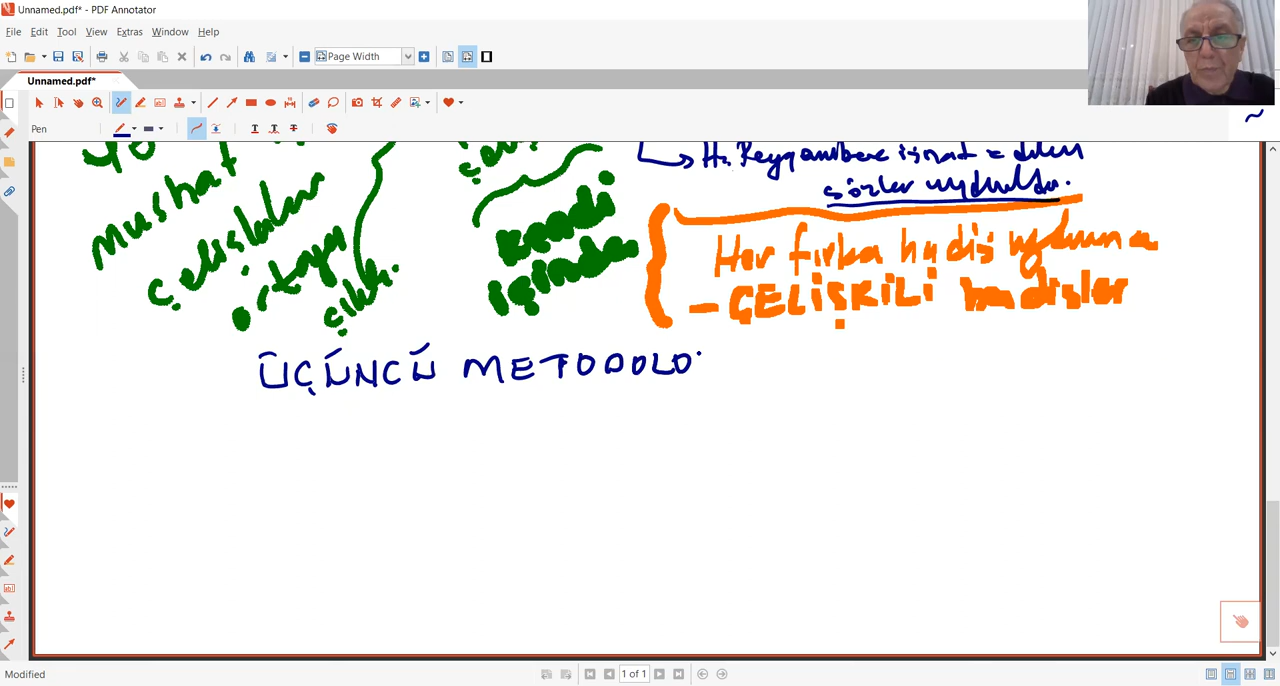 Unnamed.pdf* - PDF Annotator
File Edit Tool View Extras Window Help
Page Width
Unnamed.pdf*
Pen
Hz. Peygambere isnat edilen
sözler uyduruldu.
mushaf
çelişkiler
ortaya
çıktı.
kendi
içinde
Her fırka hadis uydurma
- ÇELİŞKİLİ hadisler
ÜÇÜNCÜ METODOLO
Modified
1 of 1